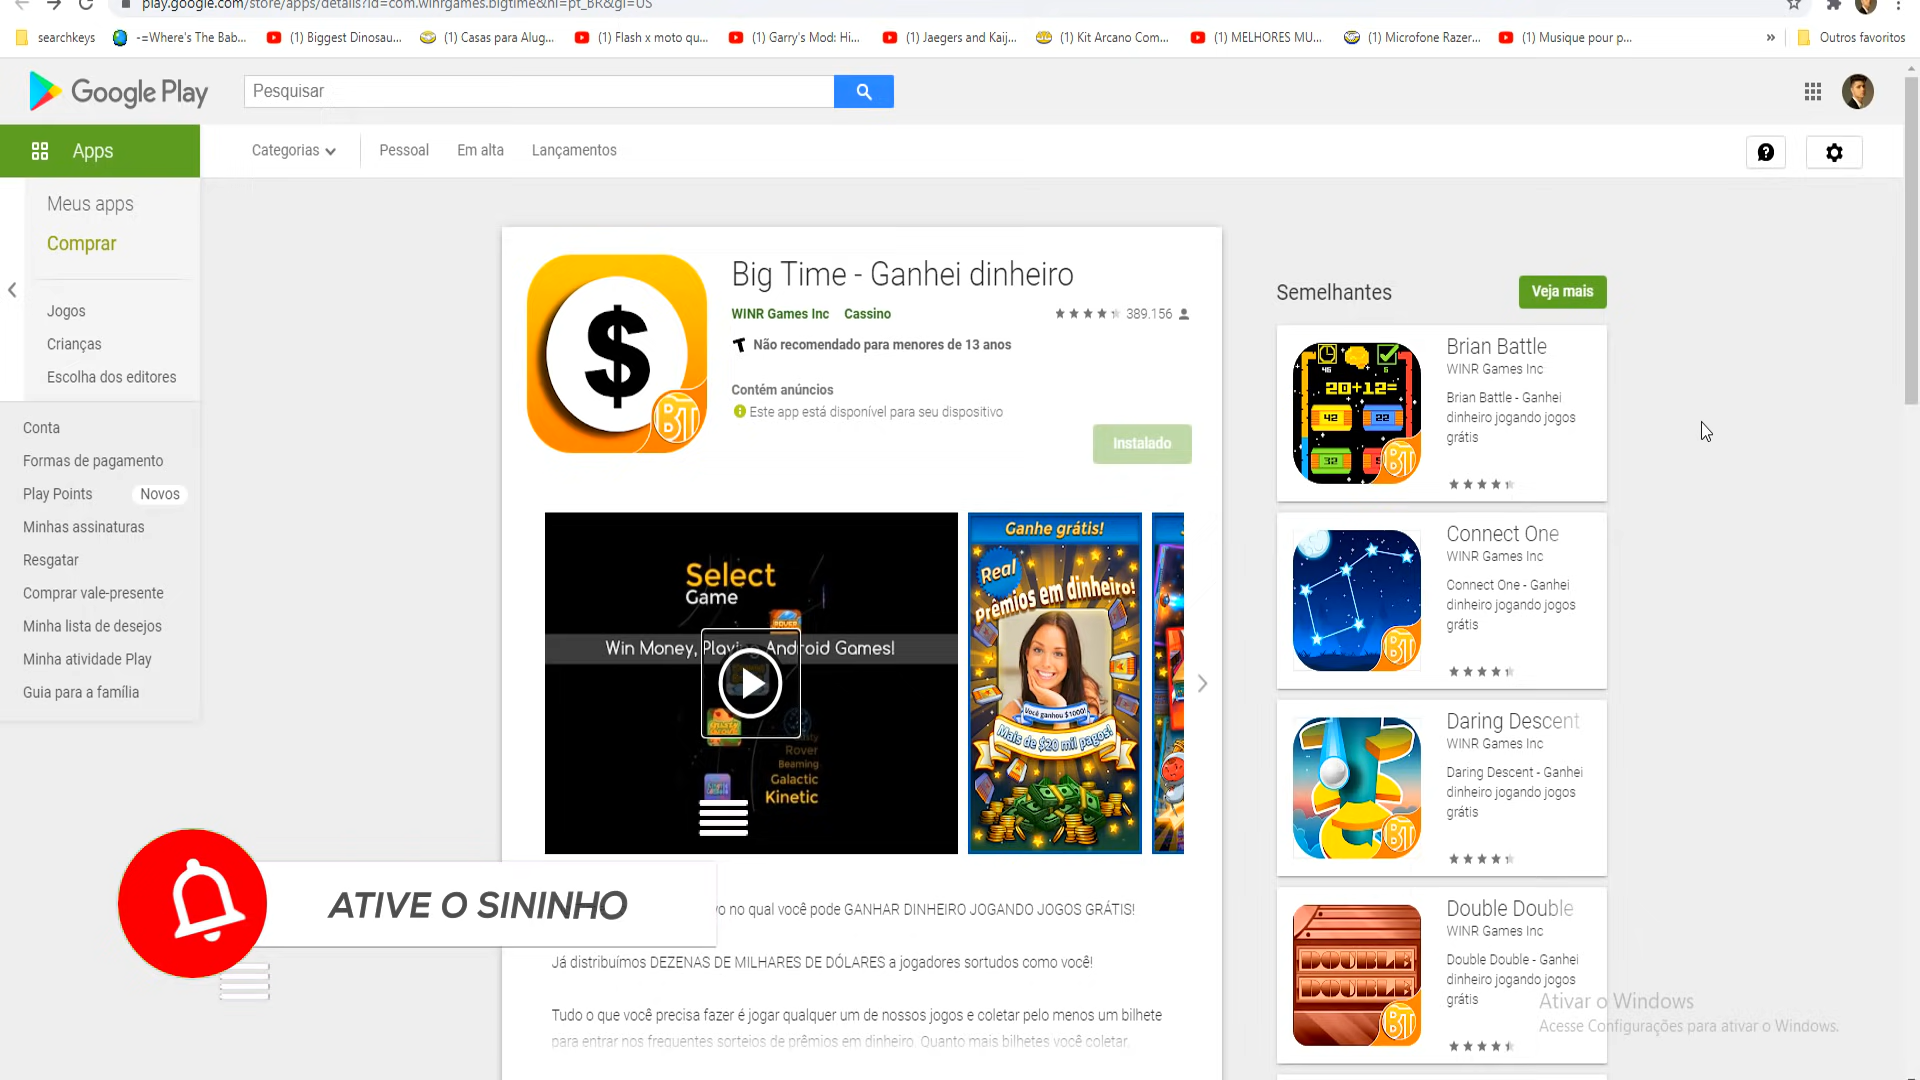 play.google.com/store/apps/details?id=com.winrgames.bigtime&hl=pt_BR&gl=US
searchkeys
-=Where's The Bab...
(1) Biggest Dinosau...
(1) Casas para Alug...
(1) Flash x moto qu...
(1) Garry's Mod: Hi...
(1) Jaegers and Kaij...
(1) Kit Arcano Com...
(1) MELHORES MU...
(1) Microfone Razer...
(1) Musique pour p...
»
Outros favoritos
Google Play
Pesquisar
Apps
Categorias
Pessoal
Em alta
Lançamentos
Meus apps
Comprar
Jogos
Crianças
Escolha dos editores
Conta
Formas de pagamento
Play Points
Novos
Minhas assinaturas
Resgatar
Comprar vale-presente
Minha lista de desejos
Minha atividade Play
Guia para a família
$
BT
Big Time - Ganhei dinheiro
WINR Games Inc Cassino
389.156
Não recomendado para menores de 13 anos
Contém anúncios
Este app está disponível para seu dispositivo
Instalado
Select
Game
Win Money, Playing Android Games!
Rover
Beaming
Galactic
Kinetic
Ganhe grátis!
Real
Prêmios em dinheiro!
Você ganhou $1000!
Mais de $20 mil pagos!
ATIVE O SININHO
no qual você pode GANHAR DINHEIRO JOGANDO JOGOS GRÁTIS!
Já distribuímos DEZENAS DE MILHARES DE DÓLARES a jogadores sortudos como você!
Tudo o que você precisa fazer é jogar qualquer um de nossos jogos e coletar pelo menos um bilhete
para entrar nos frequentes sorteios de prêmios em dinheiro. Quanto mais bilhetes você coletar,
Semelhantes
Veja mais
20+12=
42
22
32
BT
Brian Battle
WINR Games Inc
Brian Battle - Ganhei
dinheiro jogando jogos
grátis
BT
Connect One
WINR Games Inc
Connect One - Ganhei
dinheiro jogando jogos
grátis
BT
Daring Descent
WINR Games Inc
Daring Descent - Ganhei
dinheiro jogando jogos
grátis
DOUBLE
DOUBLE
BT
Double Double
WINR Games Inc
Double Double - Ganhei
dinheiro jogando jogos
grátis
Ativar o Windows
Acesse Configurações para ativar o Windows.